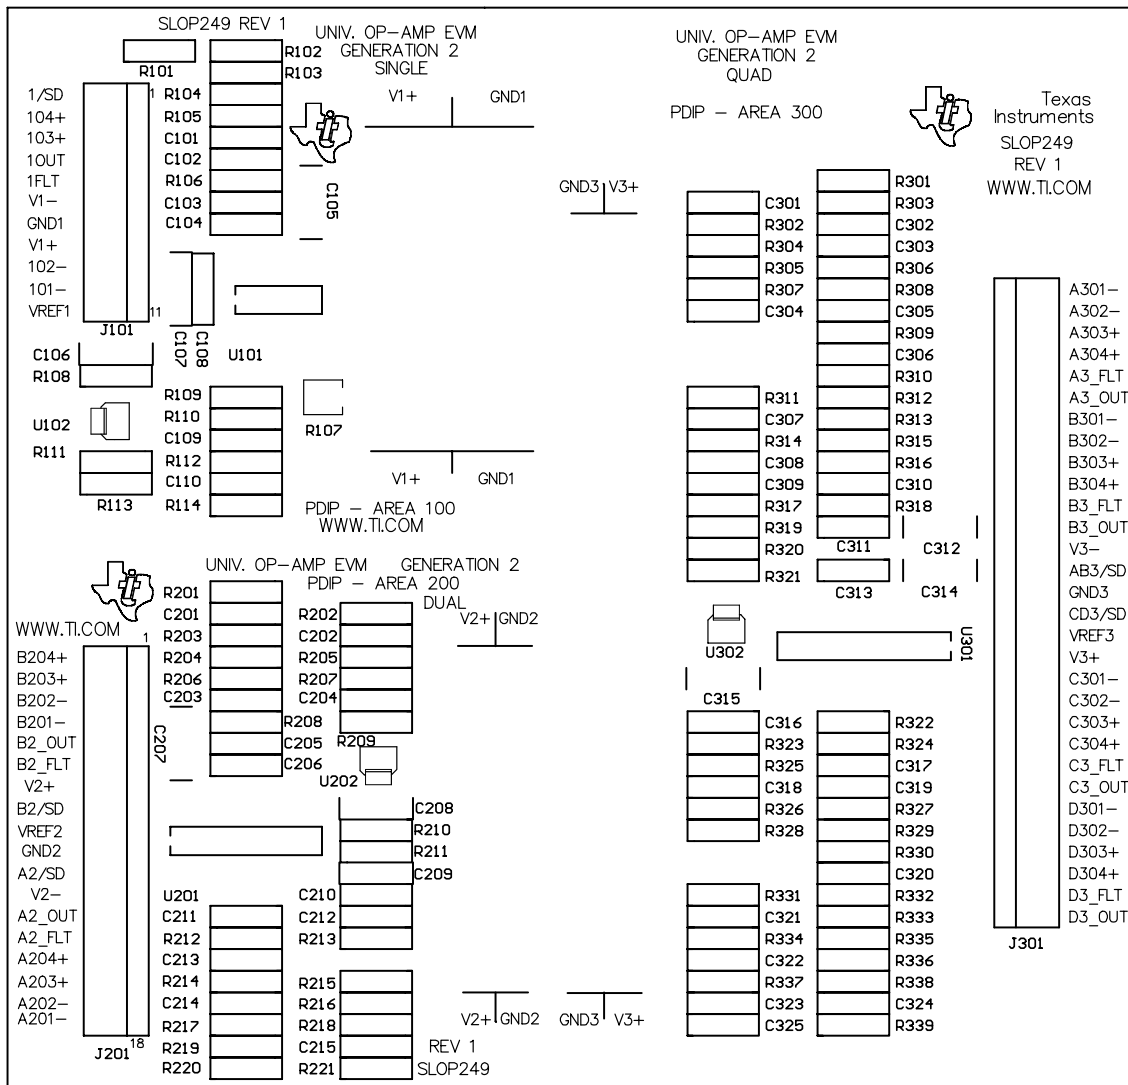 SLOP249 REV 1
R101
R102
R103
R104
R105
C101
C102
R106
C103
C104
C105
1/SD
104+
103+
1OUT
1FLT
V1-
GND1
V1+
102-
101-
VREF1
1
11
J101
C107
C108
U101
C106
R108
U102
R111
R113
R109
R110
C109
R112
C110
R114
R107
UNIV. OP-AMP EVM
GENERATION 2
SINGLE
V1+ GND1
V1+ GND1
PDIP - AREA 100
WWW.TI.COM
UNIV. OP-AMP EVM GENERATION 2
PDIP - AREA 200
DUAL
WWW.TI.COM
1
B204+
B203+
B202-
B201-
B2_OUT
B2_FLT
V2+
B2/SD
VREF2
GND2
A2/SD
V2-
A2_OUT
A2_FLT
A204+
A203+
A202-
A201-
J201
18
R201
C201
R203
R204
R206
C203
C207
R208
C205
C206
R202
C202
R205
R207
C204
R209
U202
C208
R210
R211
C209
C210
C212
R213
U201
C211
R212
C213
R214
C214
R217
R219
R220
R215
R216
R218
C215
R221
V2+ GND2
V2+ GND2
REV 1
SLOP249
UNIV. OP-AMP EVM
GENERATION 2
QUAD
PDIP - AREA 300
Texas
Instruments
SLOP249
REV 1
WWW.TI.COM
GND3 V3+
C301
R302
R304
R305
R307
C304
R301
R303
C302
C303
R306
R308
C305
R309
C306
R310
R312
R313
R315
R316
C310
R318
R311
C307
R314
C308
C309
R317
R319
R320
R321
C311
C312
C313
C314
U302
U301
C315
C316
R323
R325
C318
R326
R328
R322
R324
C317
C319
R327
R329
R330
C320
R332
R333
R335
R336
R338
C324
R339
R331
C321
R334
C322
R337
C323
C325
GND3 V3+
A301-
A302-
A303+
A304+
A3_FLT
A3_OUT
B301-
B302-
B303+
B304+
B3_FLT
B3_OUT
V3-
AB3/SD
GND3
CD3/SD
VREF3
V3+
C301-
C302-
C303+
C304+
C3_FLT
C3_OUT
D301-
D302-
D303+
D304+
D3_FLT
D3_OUT
J301